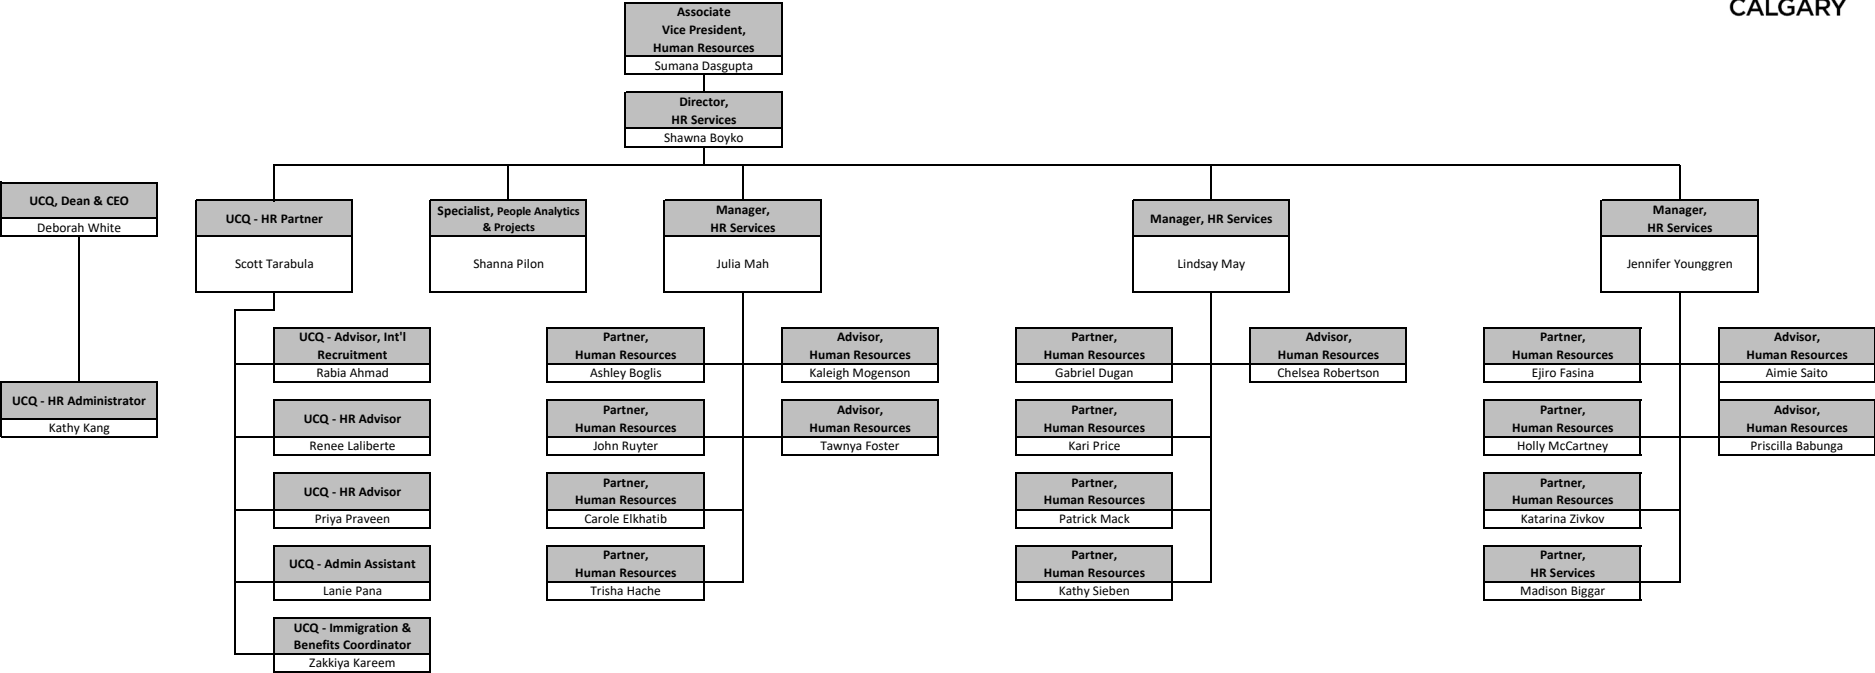 CALGARY
Associate
Vice President,
Human Resources
Sumana Dasgupta
Director,
HR Services
Shawna Boyko
UCQ, Dean & CEO
Deborah White
UCQ - HR Administrator
Kathy Kang
UCQ - HR Partner
Scott Tarabula
UCQ - Advisor, Int'l
Recruitment
Rabia Ahmad
UCQ - HR Advisor
Renee Laliberte
UCQ - HR Advisor
Priya Praveen
UCQ - Admin Assistant
Lanie Pana
UCQ - Immigration &
Benefits Coordinator
Zakkiya Kareem
Specialist, People Analytics
& Projects
Shanna Pilon
Manager,
HR Services
Julia Mah
Partner,
Human Resources
Ashley Boglis
Advisor,
Human Resources
Kaleigh Mogenson
Partner,
Human Resources
John Ruyter
Advisor,
Human Resources
Tawnya Foster
Partner,
Human Resources
Carole Elkhatib
Partner,
Human Resources
Trisha Hache
Manager, HR Services
Lindsay May
Partner,
Human Resources
Gabriel Dugan
Advisor,
Human Resources
Chelsea Robertson
Partner,
Human Resources
Kari Price
Partner,
Human Resources
Patrick Mack
Partner,
Human Resources
Kathy Sieben
Manager,
HR Services
Jennifer Younggren
Partner,
Human Resources
Ejiro Fasina
Advisor,
Human Resources
Aimie Saito
Partner,
Human Resources
Holly McCartney
Advisor,
Human Resources
Priscilla Babunga
Partner,
Human Resources
Katarina Zivkov
Partner,
HR Services
Madison Biggar